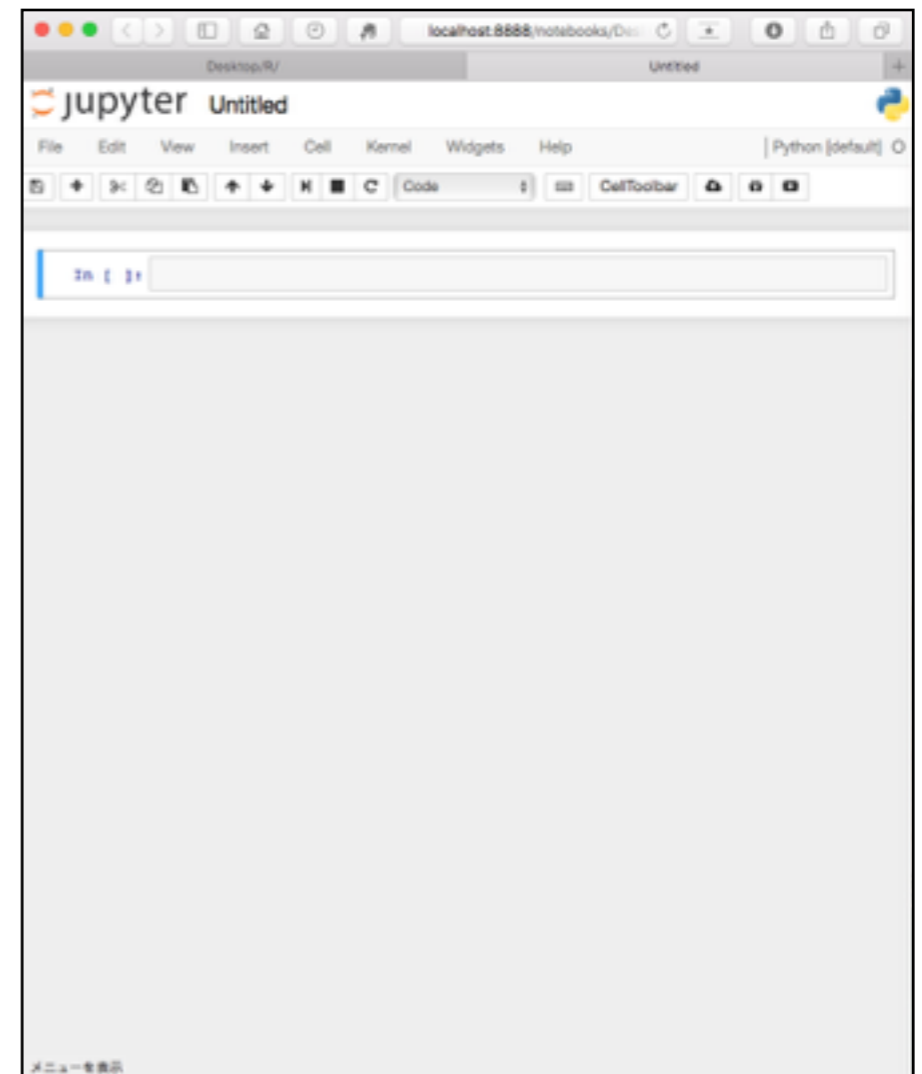 localhost:8888/notebooks/Des
Desktop/R/ Untitled +
jupyter Untitled
File Edit View Insert Cell Kernel Widgets Help Python [default] O
Code CellToolbar
In [ ]:
メニューを表示